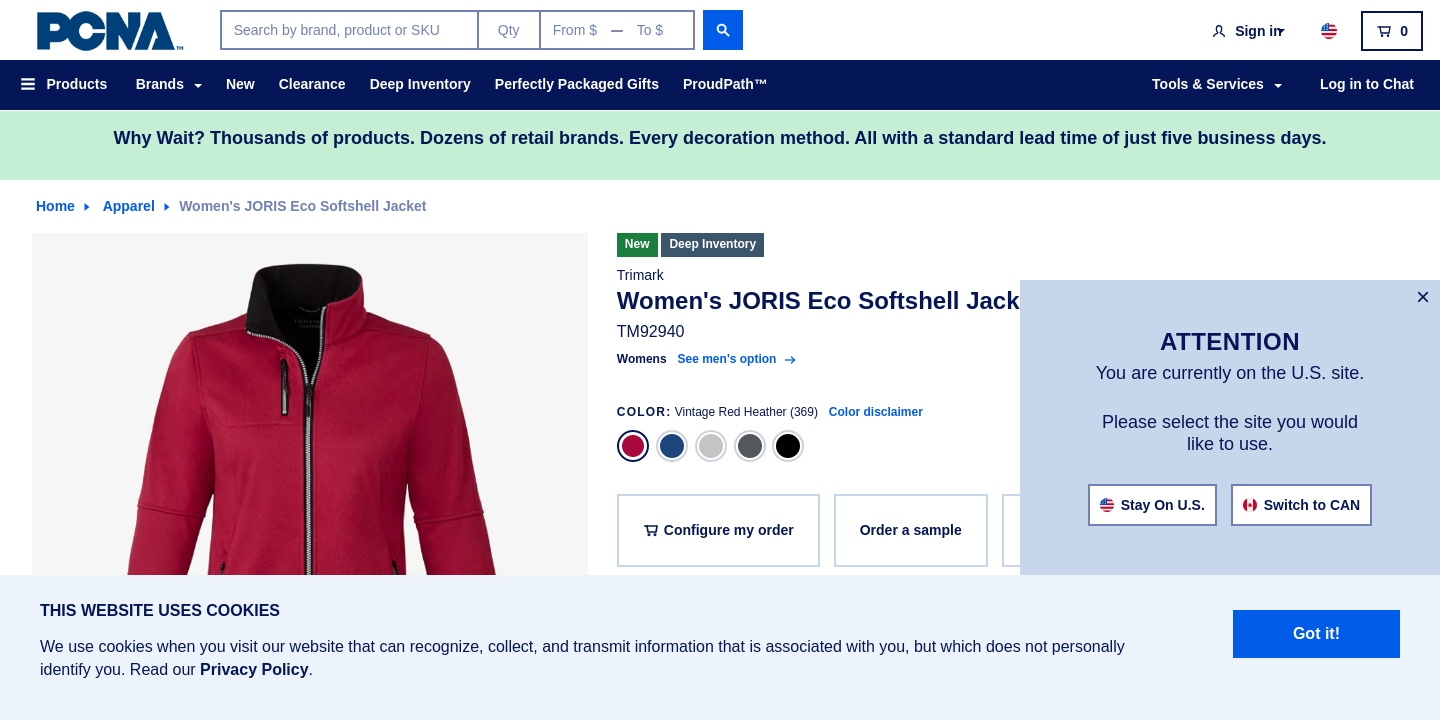 PCNA™
Search by brand, product or SKU
Qty
From $ — To $
Sign in
0
Products
Brands
New
Clearance
Deep Inventory
Perfectly Packaged Gifts
ProudPath™
Tools & Services
Log in to Chat
Why Wait? Thousands of products. Dozens of retail brands. Every decoration method. All with a standard lead time of just five business days.
Home
Apparel
Women's JORIS Eco Softshell Jacket
New
Deep Inventory
Trimark
Women's JORIS Eco Softshell Jack
TM92940
Womens See men's option
COLOR: Vintage Red Heather (369) Color disclaimer
Configure my order
Order a sample
×
ATTENTION
You are currently on the U.S. site.
Please select the site you would
like to use.
Stay On U.S.
Switch to CAN
THIS WEBSITE USES COOKIES
We use cookies when you visit our website that can recognize, collect, and transmit information that is associated with you, but which does not personally
identify you. Read our Privacy Policy.
Got it!